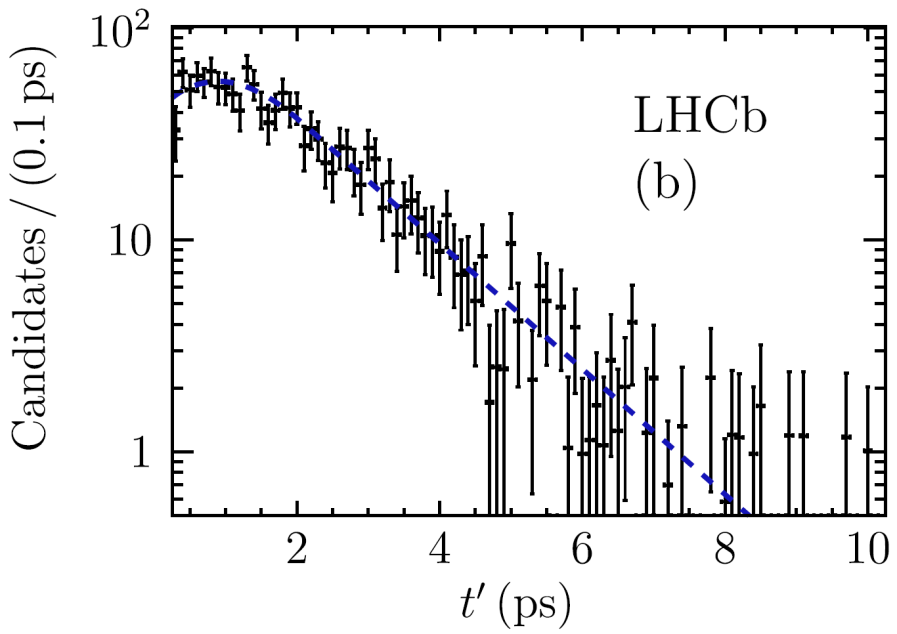 10²
10
1
Candidates / (0.1 ps)
LHCb
(b)
2 4 6 8 10
t′ (ps)